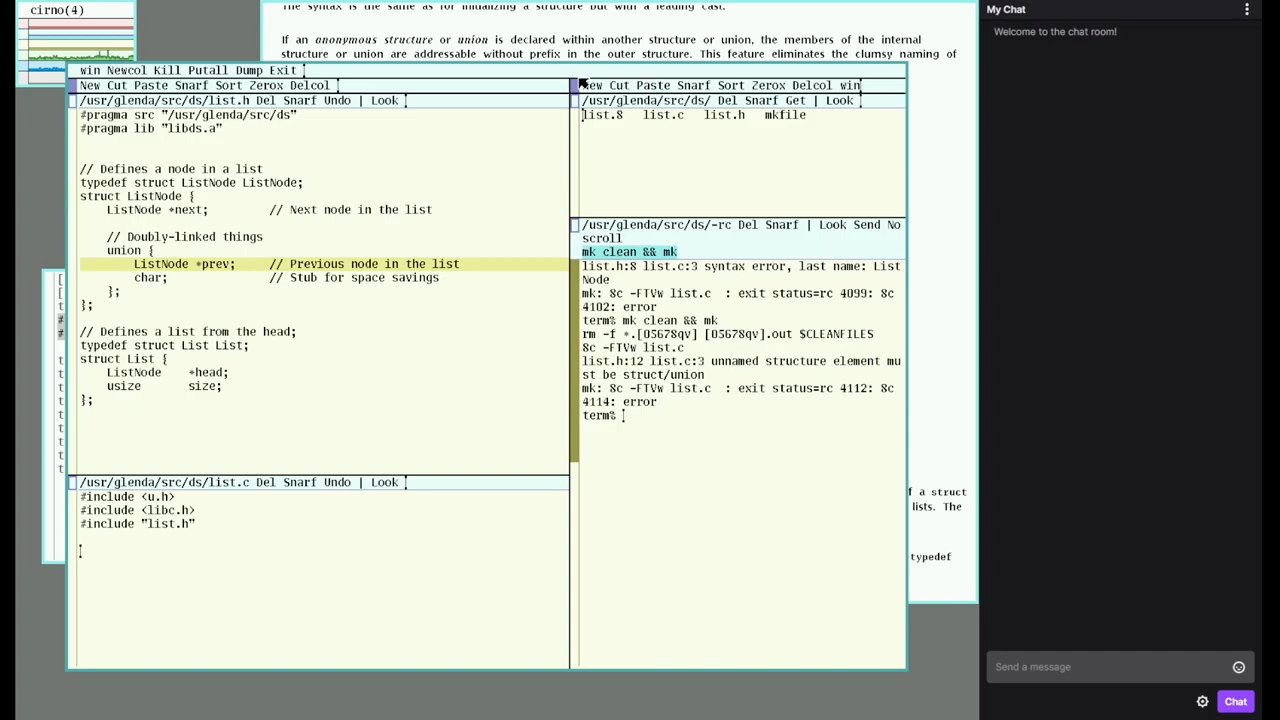 cirno(4)
The syntax is the same as for initializing a structure but with a leading cast.
If an anonymous structure or union is declared within another structure or union, the members of the internal
structure or union are addressable without prefix in the outer structure. This feature eliminates the clumsy naming of
win Newcol Kill Putall Dump Exit
New Cut Paste Snarf Sort Zerox Delcol
/usr/glenda/src/ds/list.h Del Snarf Undo | Look
#pragma src "/usr/glenda/src/ds"
#pragma lib "libds.a"
// Defines a node in a list
typedef struct ListNode ListNode;
struct ListNode {
ListNode *next; // Next node in the list
// Doubly-linked things
union {
ListNode *prev; // Previous node in the list
char; // Stub for space savings
};
};
// Defines a list from the head;
typedef struct List List;
struct List {
ListNode *head;
usize size;
};
/usr/glenda/src/ds/list.c Del Snarf Undo | Look
#include <u.h>
#include <libc.h>
#include "list.h"
New Cut Paste Snarf Sort Zerox Delcol win
/usr/glenda/src/ds/ Del Snarf Get | Look
list.8 list.c list.h mkfile
/usr/glenda/src/ds/-rc Del Snarf | Look Send No
scroll
mk clean && mk
list.h:8 list.c:3 syntax error, last name: List
Node
mk: 8c -FTVw list.c : exit status=rc 4099: 8c
4102: error
term% mk clean && mk
rm -f *.[05678qv] [05678qv].out $CLEANFILES
8c -FTVw list.c
list.h:12 list.c:3 unnamed structure element mu
st be struct/union
mk: 8c -FTVw list.c : exit status=rc 4112: 8c
4114: error
term%
f a struct
lists. The
typedef
[
[
t
#
#
t
t
t
t
t
t
t
t
t
My Chat
Welcome to the chat room!
Send a message
Chat